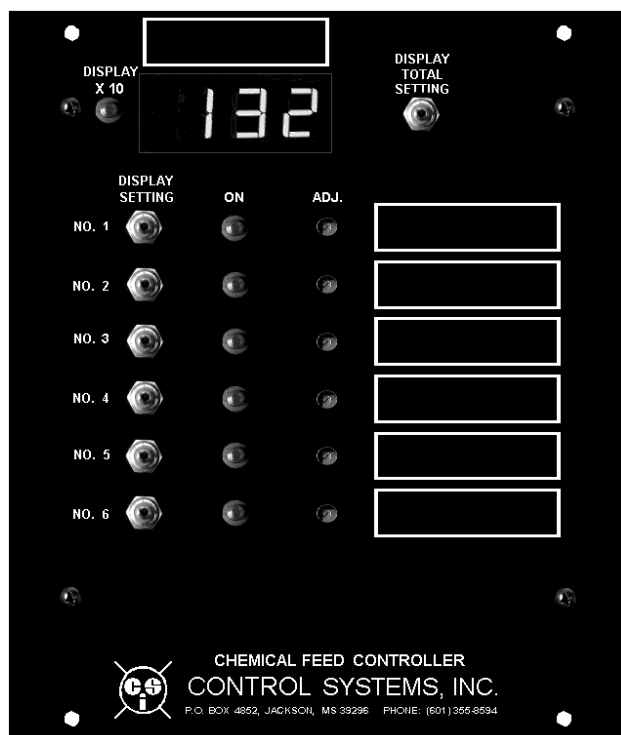 DISPLAY
X 10
132
DISPLAY
TOTAL
SETTING
DISPLAY
SETTING
ON
ADJ.
NO. 1
NO. 2
NO. 3
NO. 4
NO. 5
NO. 6
CSi
CHEMICAL FEED CONTROLLER
CONTROL SYSTEMS, INC.
P.O. BOX 4852, JACKSON, MS 39296 PHONE: (601) 355-8594